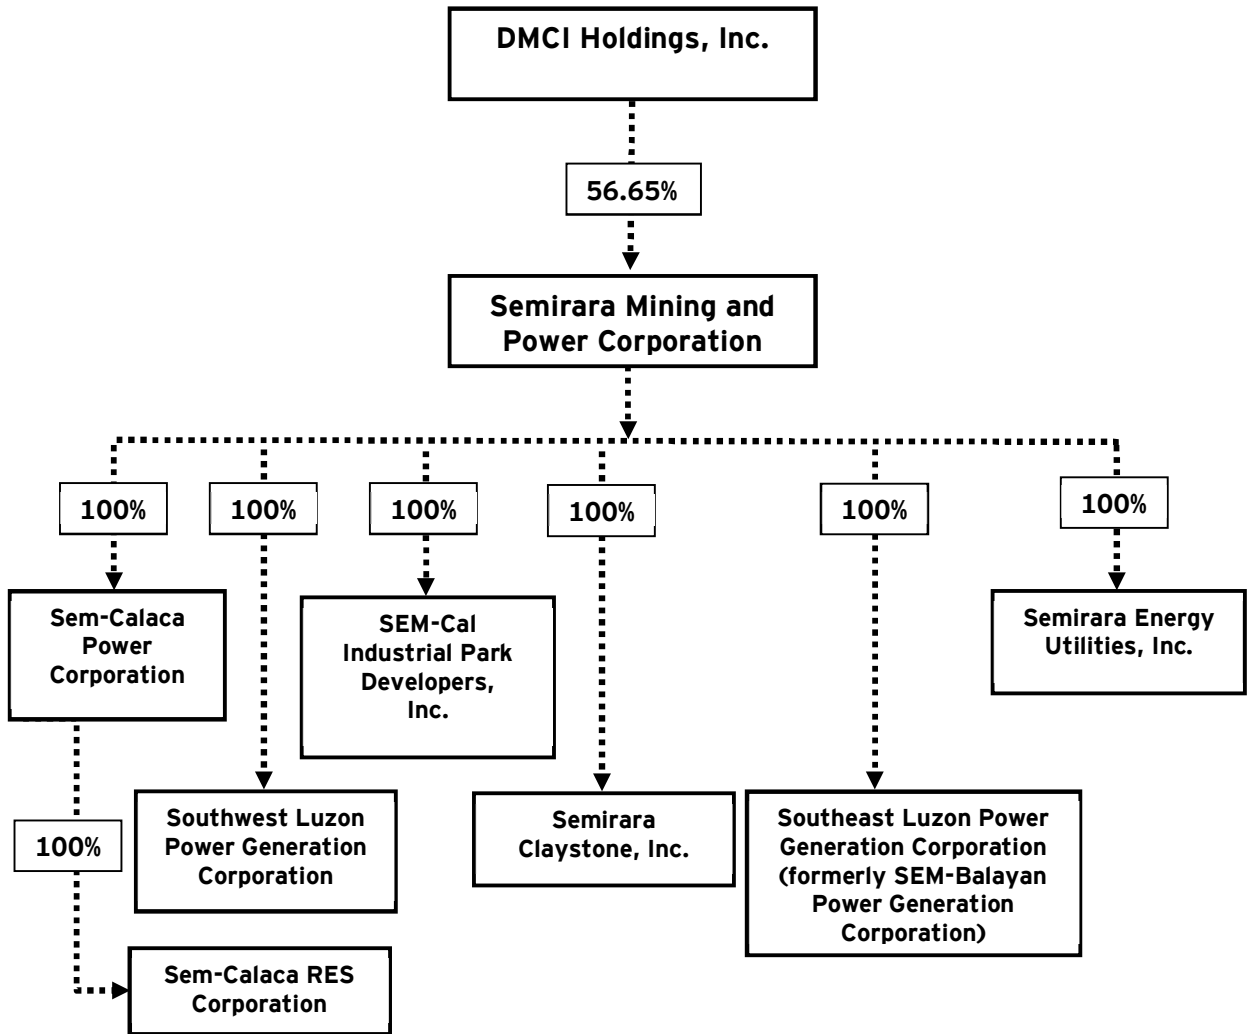 DMCI Holdings, Inc.
56.65%
Semirara Mining and
Power Corporation
100%
100%
100%
100%
100%
100%
Sem-Calaca
Power
Corporation
SEM-Cal
Industrial Park
Developers,
Inc.
Semirara Energy
Utilities, Inc.
100%
Southwest Luzon
Power Generation
Corporation
Semirara
Claystone, Inc.
Southeast Luzon Power
Generation Corporation
(formerly SEM-Balayan
Power Generation
Corporation)
Sem-Calaca RES
Corporation